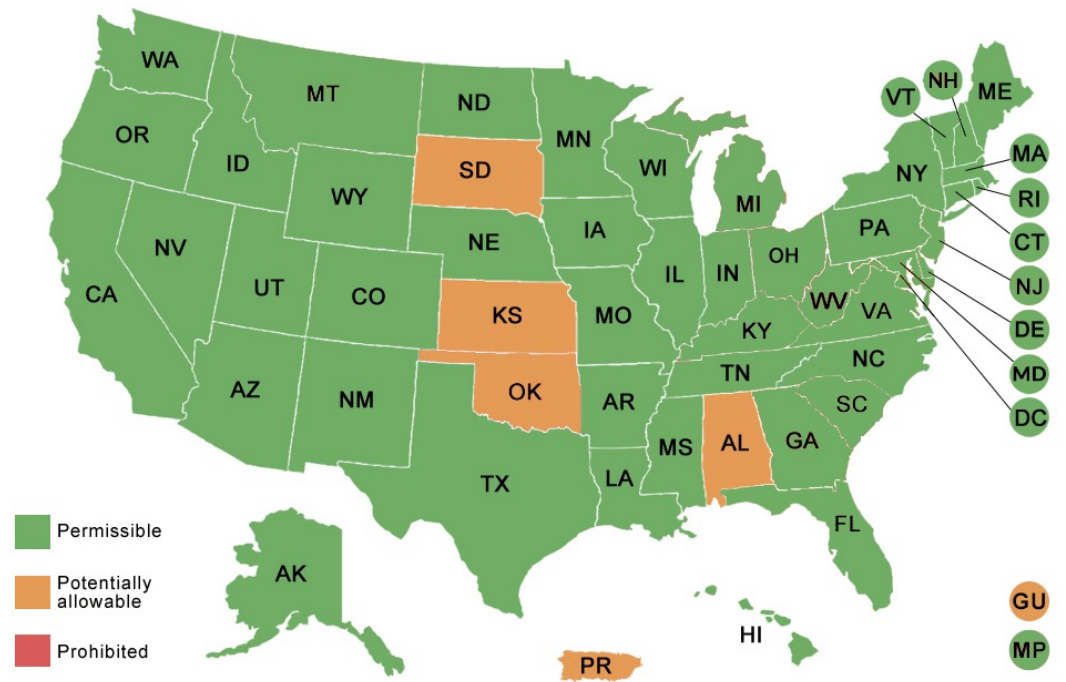 WA
MT
ND
MN
VT
NH
ME
OR
ID
SD
WI
MI
NY
MA
WY
RI
NE
IA
PA
CT
NV
UT
CO
IL
IN
OH
NJ
CA
KS
MO
WV
VA
DE
KY
MD
AZ
NM
OK
AR
TN
NC
DC
SC
MS
AL
GA
TX
LA
FL
Permissible
Potentially
allowable
Prohibited
AK
HI
PR
GU
MP